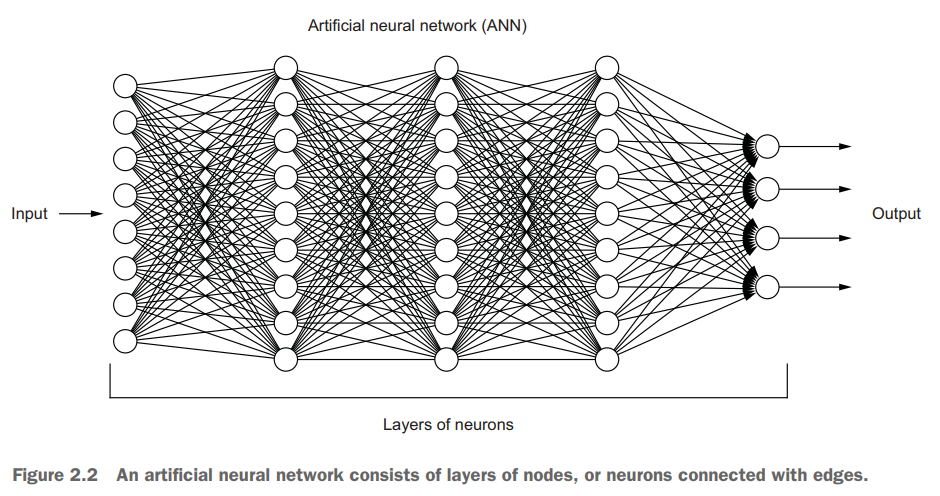 Artificial neural network (ANN)
Input
Output
Layers of neurons
Figure 2.2 An artificial neural network consists of layers of nodes, or neurons connected with edges.